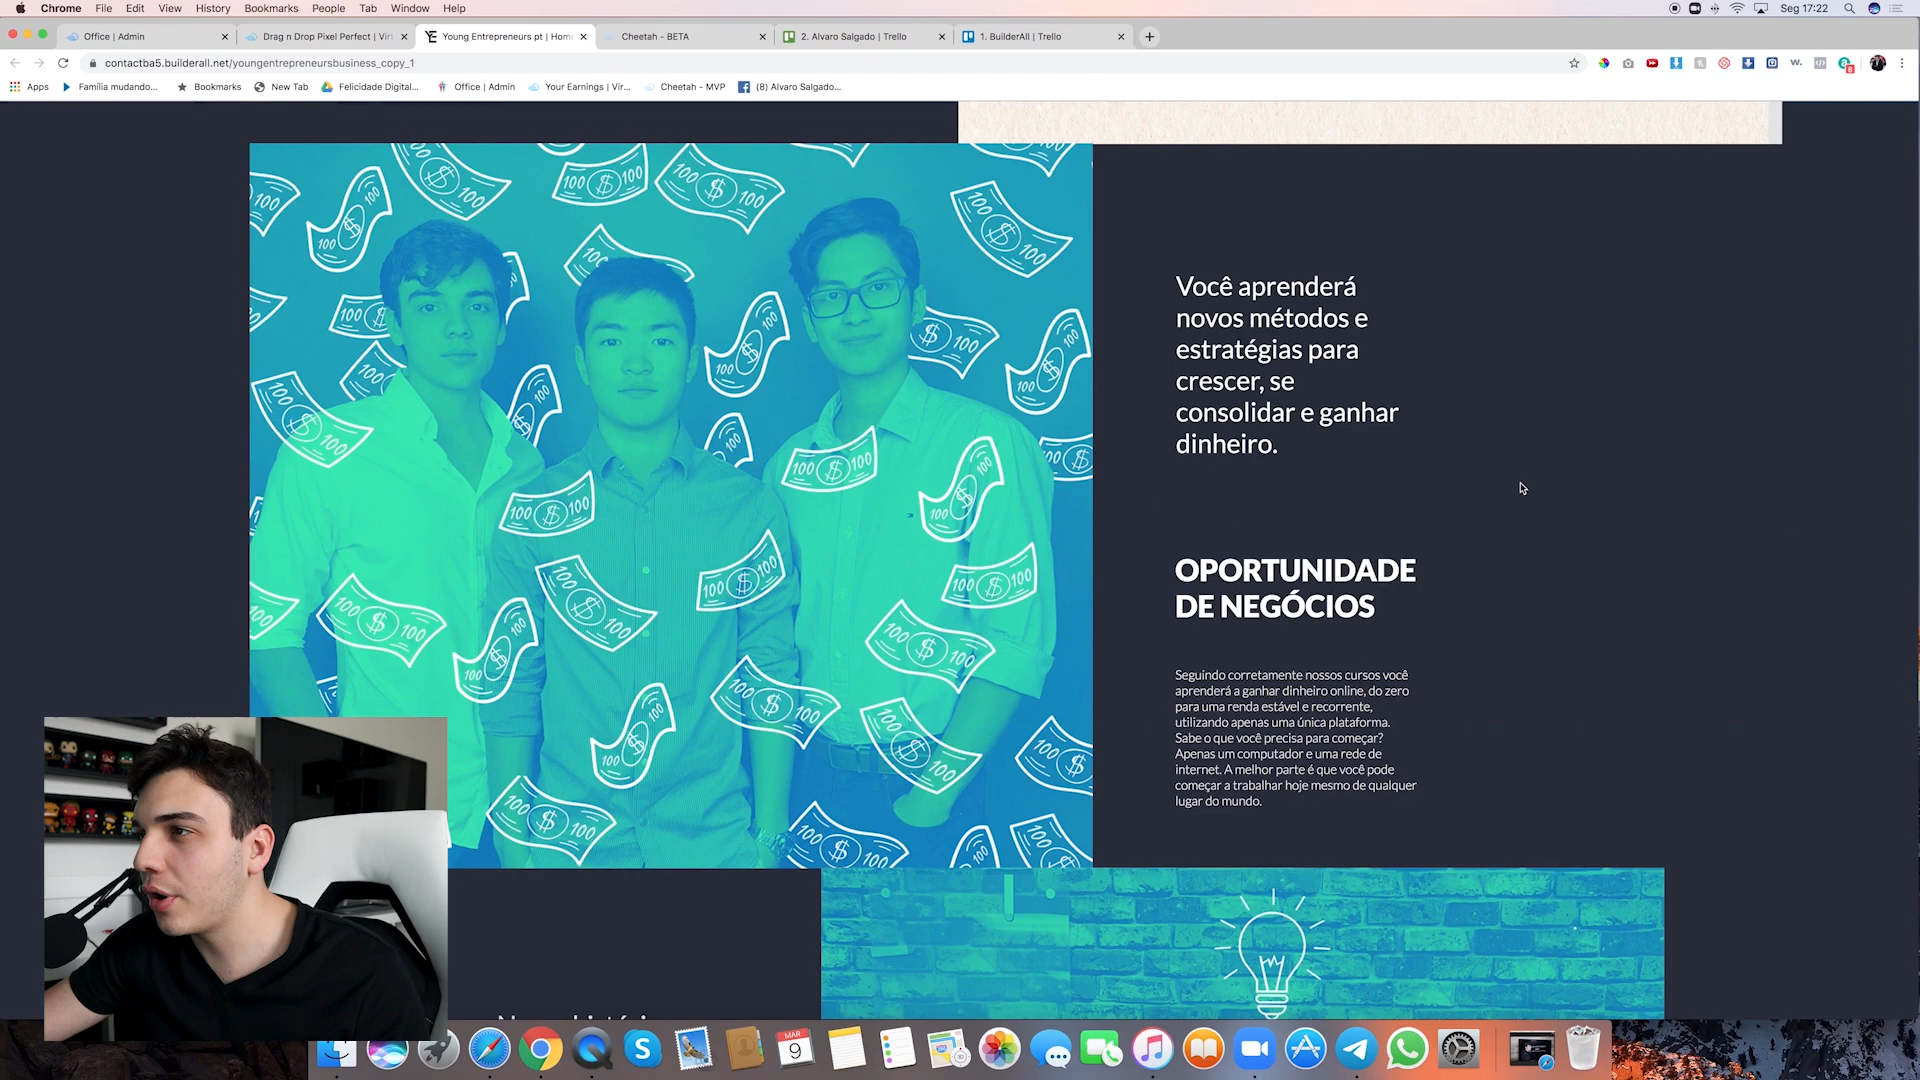 Chrome File Edit View History Bookmarks People Tab Window Help
Seg 17:22
Office | Admin
Drag n Drop Pixel Perfect | Virt
Young Entrepreneurs pt | Hom
Cheetah - BETA
2. Alvaro Salgado | Trello
1. BuilderAll | Trello
contactba5.builderall.net/youngentrepreneursbusiness_copy_1
Apps
Família mudando...
Bookmarks
New Tab
Felicidade Digital...
Office | Admin
Your Earnings | Vir...
Cheetah - MVP
(8) Alvaro Salgado...
Você aprenderá
novos métodos e
estratégias para
crescer, se
consolidar e ganhar
dinheiro.
OPORTUNIDADE
DE NEGÓCIOS
Seguindo corretamente nossos cursos você
aprenderá a ganhar dinheiro online, do zero
para uma renda estável e recorrente,
utilizando apenas uma única plataforma.
Sabe o que você precisa para começar?
Apenas um computador e uma rede de
internet. A melhor parte é que você pode
começar a trabalhar hoje mesmo de qualquer
lugar do mundo.
MAR
9